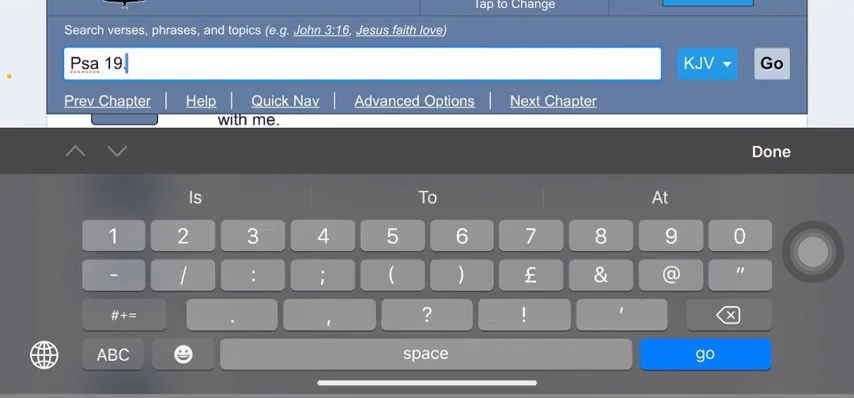 Tap to Change
Search verses, phrases, and topics (e.g. John 3:16, Jesus faith love)
Psa 19. KJV Go
Prev Chapter | Help | Quick Nav | Advanced Options | Next Chapter
with me.
Done
Is To At
1 2 3 4 5 6 7 8 9 0
- / : ; ( ) £ & @ "
#+= . , ? ! '
ABC space go